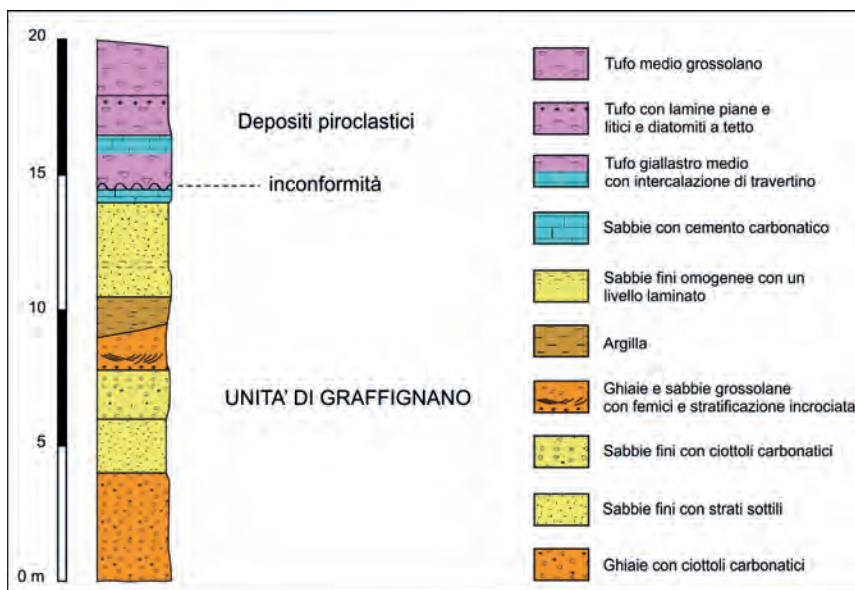 20
15
10
5
0 m
Depositi piroclastici
inconformità
UNITA' DI GRAFFIGNANO
Tufo medio grossolano
Tufo con lamine piane e
litici e diatomiti a tetto
Tufo giallastro medio
con intercalazione di travertino
Sabbie con cemento carbonatico
Sabbie fini omogenee con un
livello laminato
Argilla
Ghiaie e sabbie grossolane
con femici e stratificazione incrociata
Sabbie fini con ciottoli carbonatici
Sabbie fini con strati sottili
Ghiaie con ciottoli carbonatici